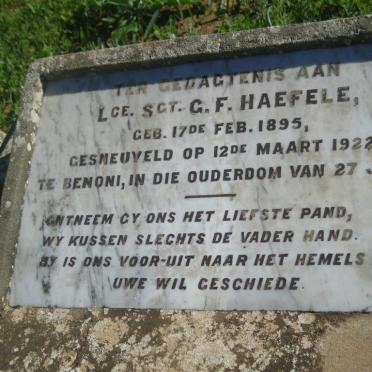 TER GEDACTENIS AAN
LCE. SGT. G. F. HAEFELE,
GEB. 17DE FEB. 1895,
GESNEUVELD OP 12DE MAART 1922
TE BENONI, IN DIE OUDERDOM VAN 27
ONTNEEM GY ONS HET LIEFSTE PAND,
WY KUSSEN SLECHTS DE VADER HAND.
HY IS ONS VOOR-UIT NAAR HET HEMELS
UWE WIL GESCHIEDE.